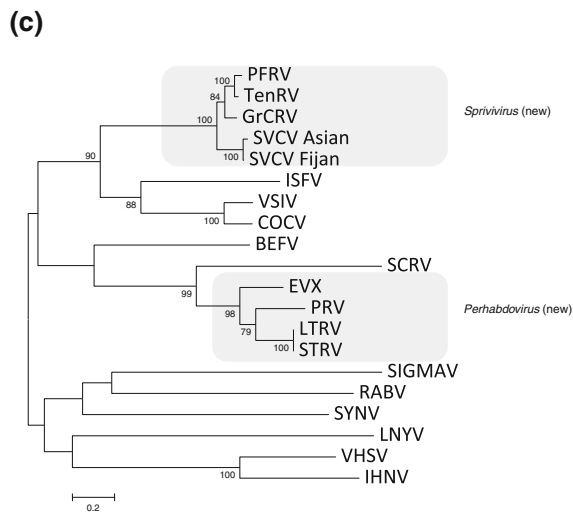 (c)
PFRV
100
TenRV
84
GrCRV
Sprivivirus (new)
100
SVCV Asian
100
SVCV Fijan
90
ISFV
VSIV
88
100
COCV
BEFV
SCRV
99
EVX
98
PRV
Perhabdovirus (new)
79
LTRV
100
STRV
SIGMAV
RABV
SYNV
LNYV
VHSV
100
IHNV
0.2